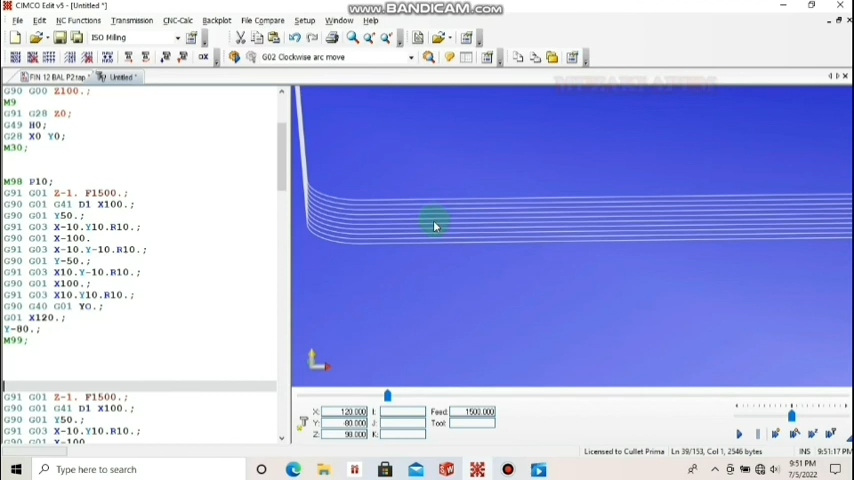 CIMCO Edit v5 - [Untitled *]
www.BANDICAM.com
File Edit NC Functions Transmission CNC-Calc Backplot File Compare Setup Window Help
ISO Milling
G02 Clockwise arc move
FIN 12 BAL P2.tap * Untitled *
G90 G00 Z100.;
M9
G91 G28 Z0;
G49 H0;
G28 X0 Y0;
M30;
M98 P10;
G91 G01 Z-1. F1500.;
G90 G01 G41 D1 X100.;
G90 G01 Y50.;
G91 G03 X-10.Y10.R10.;
G90 G01 X-100.
G91 G03 X-10.Y-10.R10.;
G90 G01 Y-50.;
G91 G03 X10.Y-10.R10.;
G90 G01 X100.;
G91 G03 X10.Y10.R10.;
G90 G40 G01 YO.;
G01 X120.;
Y-80.;
M99;
G91 G01 Z-1. F1500.;
G90 G01 G41 D1 X100.;
G90 G01 Y50.;
G91 G03 X-10.Y10.R10.;
G90 G01 X-100.
X: 120.000 I: Feed: 1500.000
Y: -80.000 J: Tool:
Z: 90.000 K:
Licensed to Cullet Prima Ln 39/153, Col 1, 2546 bytes INS 9:51:17 PM
Type here to search
9:51 PM
7/5/2022